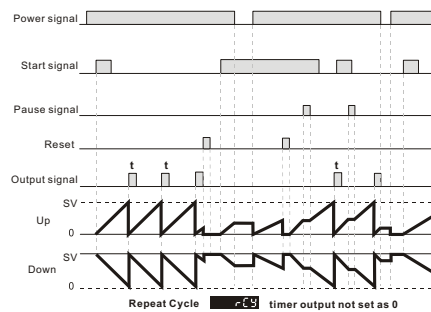 Power signal
Start signal
Pause signal
Reset
t t t
Output signal
SV
Up
0
SV
Down
0
Repeat Cycle rCY timer output not set as 0